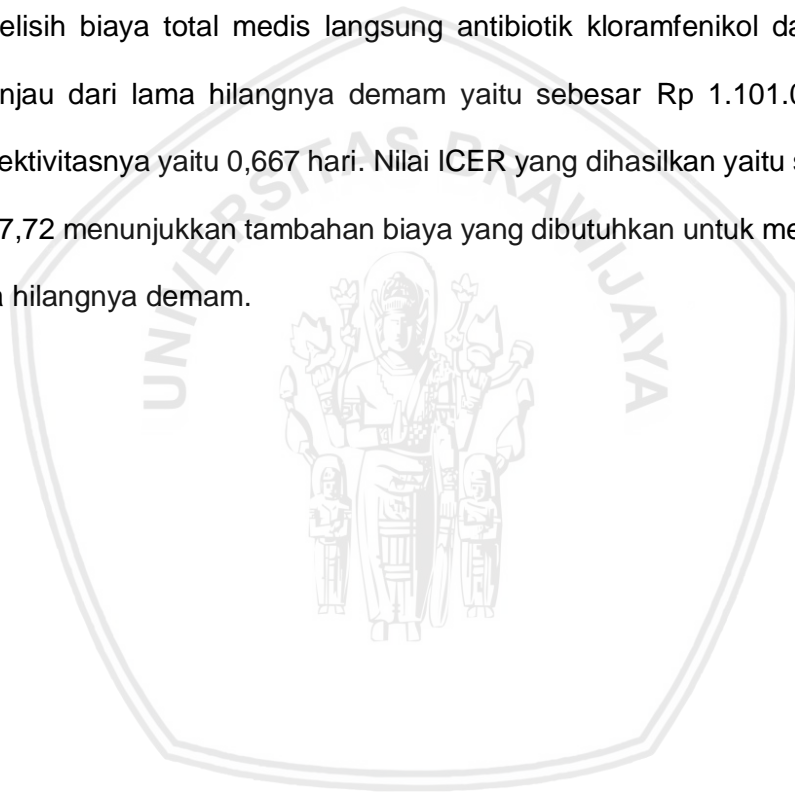 elisih biaya total medis langsung antibiotik kloramfenikol da
njau dari lama hilangnya demam yaitu sebesar Rp 1.101.0
ektivitasnya yaitu 0,667 hari. Nilai ICER yang dihasilkan yaitu s
7,72 menunjukkan tambahan biaya yang dibutuhkan untuk me
a hilangnya demam.
UNIVERSITAS BRAWIJAYA